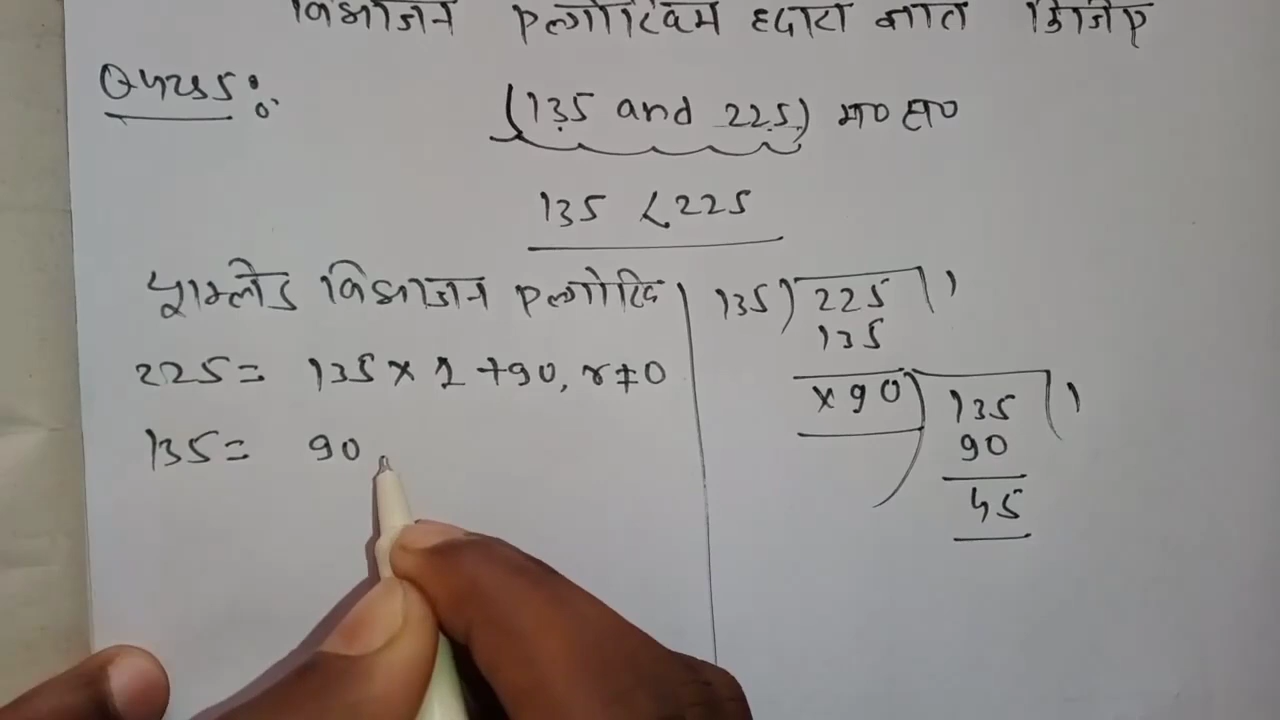 विभाजन एल्गोरिथम द्वारा ज्ञात किजिए
Ques:
(135 and 225) म० स०
135 < 225
विभाजन एल्गोरिथ
225 = 135 × 1 + 90, r ≠ 0
135 = 90
135) 225 ) 1
135
× 90 ) 135 ) 1
90
45